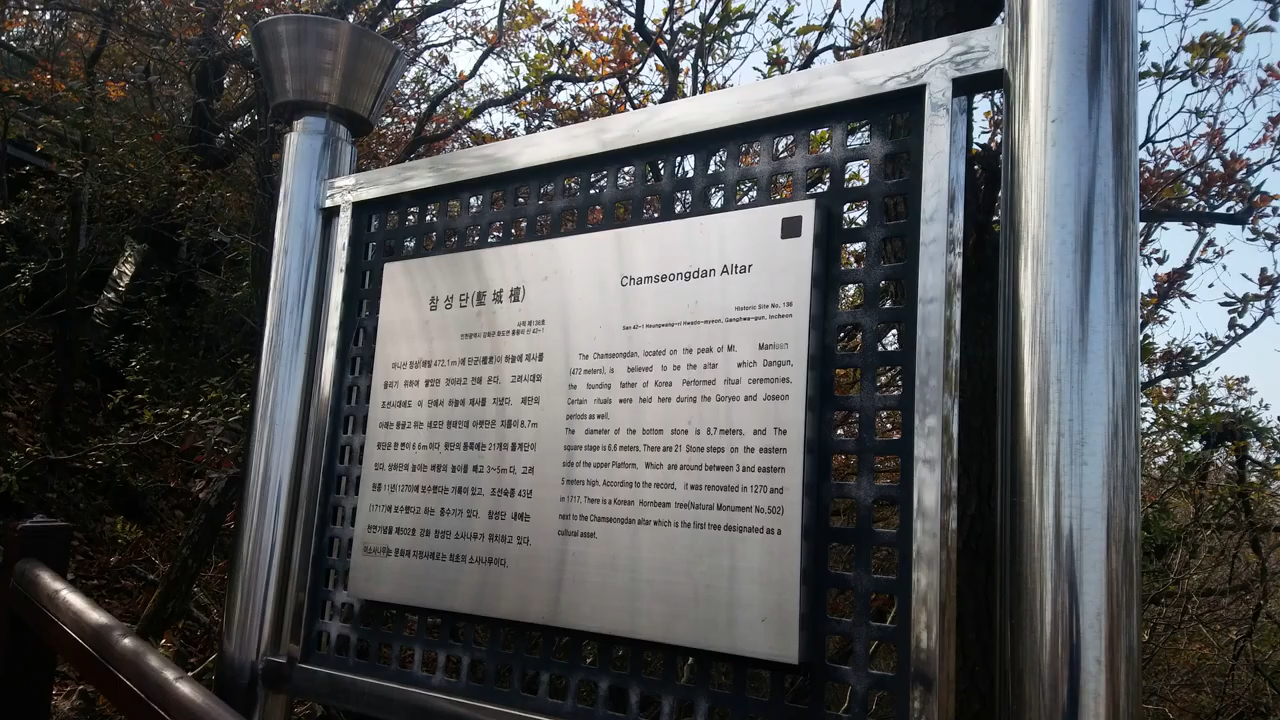 참성단(塹城檀)
사적 제136호
인천광역시 강화군 화도면 흥왕리 산 42-1
마니산 정상(해발 472.1m)에 단군(檀君)이 하늘에 제사를
올리기 위하여 쌓았던 것이라고 전해 온다. 고려시대와
조선시대에도 이 단에서 하늘에 제사를 지냈다. 제단의
아래는 둥글고 위는 네모단 형태인데 아랫단은 지름이 8.7m
윗단은 한 변이 6.6m이다. 윗단의 동쪽에는 21개의 돌계단이
있다. 상하단의 높이는 벼랑의 높이를 빼고 3~5m 다. 고려
원종 11년(1270)에 보수했다는 기록이 있고, 조선숙종 43년
(1717)에 보수했다고 하는 중수기가 있다. 참성단 내에는
천연기념물 제502호 강화 참성단 소사나무가 위치하고 있다.
이소사나무는 문화재 지정사례로는 최초의 소사나무이다.
Chamseongdan Altar
Historic Site No. 136
San 42-1 Heungwang-ri Hwado-myeon, Ganghwa-gun, Incheon
The Chamseongdan, located on the peak of Mt. Manisan
(472 meters), is believed to be the altar which Dangun,
the founding father of Korea Performed ritual ceremonies.
Certain rituals were held here during the Goryeo and Joseon
periods as well.
The diameter of the bottom stone is 8.7 meters, and The
square stage is 6.6 meters. There are 21 Stone steps on the eastern
side of the upper Platform, Which are around between 3 and eastern
5 meters high. According to the record, it was renovated in 1270 and
in 1717. There is a Korean Hornbeam tree(Natural Monument No.502)
next to the Chamseongdan altar which is the first tree designated as a
cultural asset.